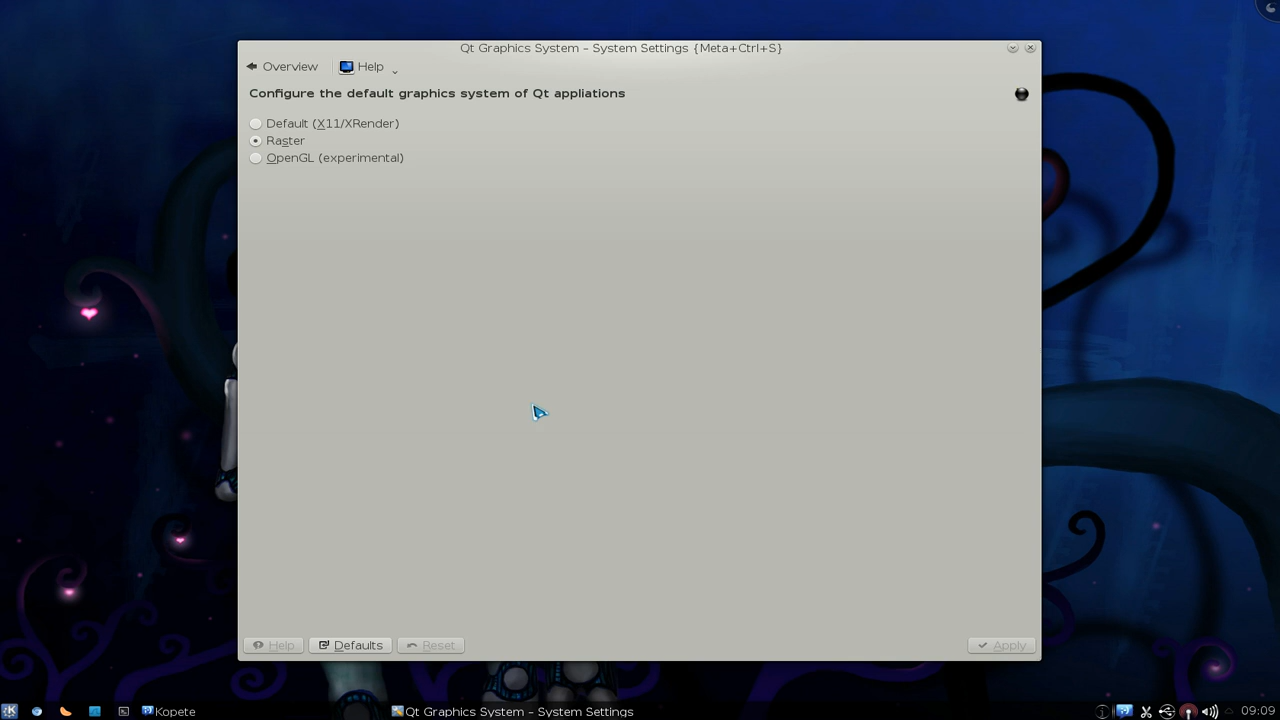 Qt Graphics System – System Settings {Meta+Ctrl+S}
Overview Help
Configure the default graphics system of Qt appliations
Default (X11/XRender)
Raster
OpenGL (experimental)
Help Defaults Reset Apply
Kopete Qt Graphics System – System Settings 09:09